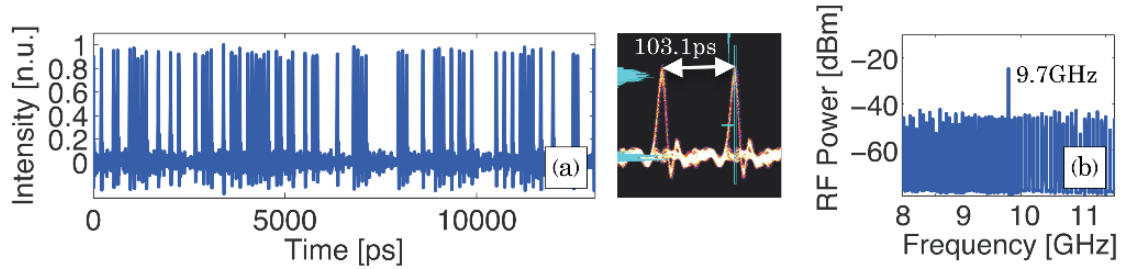 Intensity [n.u.]
1
0.8
0.6
0.4
0.2
0
(a)
0
5000
10000
Time [ps]
103.1ps
RF Power [dBm]
−20
−40
−60
9.7GHz
(b)
8
9
10
11
Frequency [GHz]